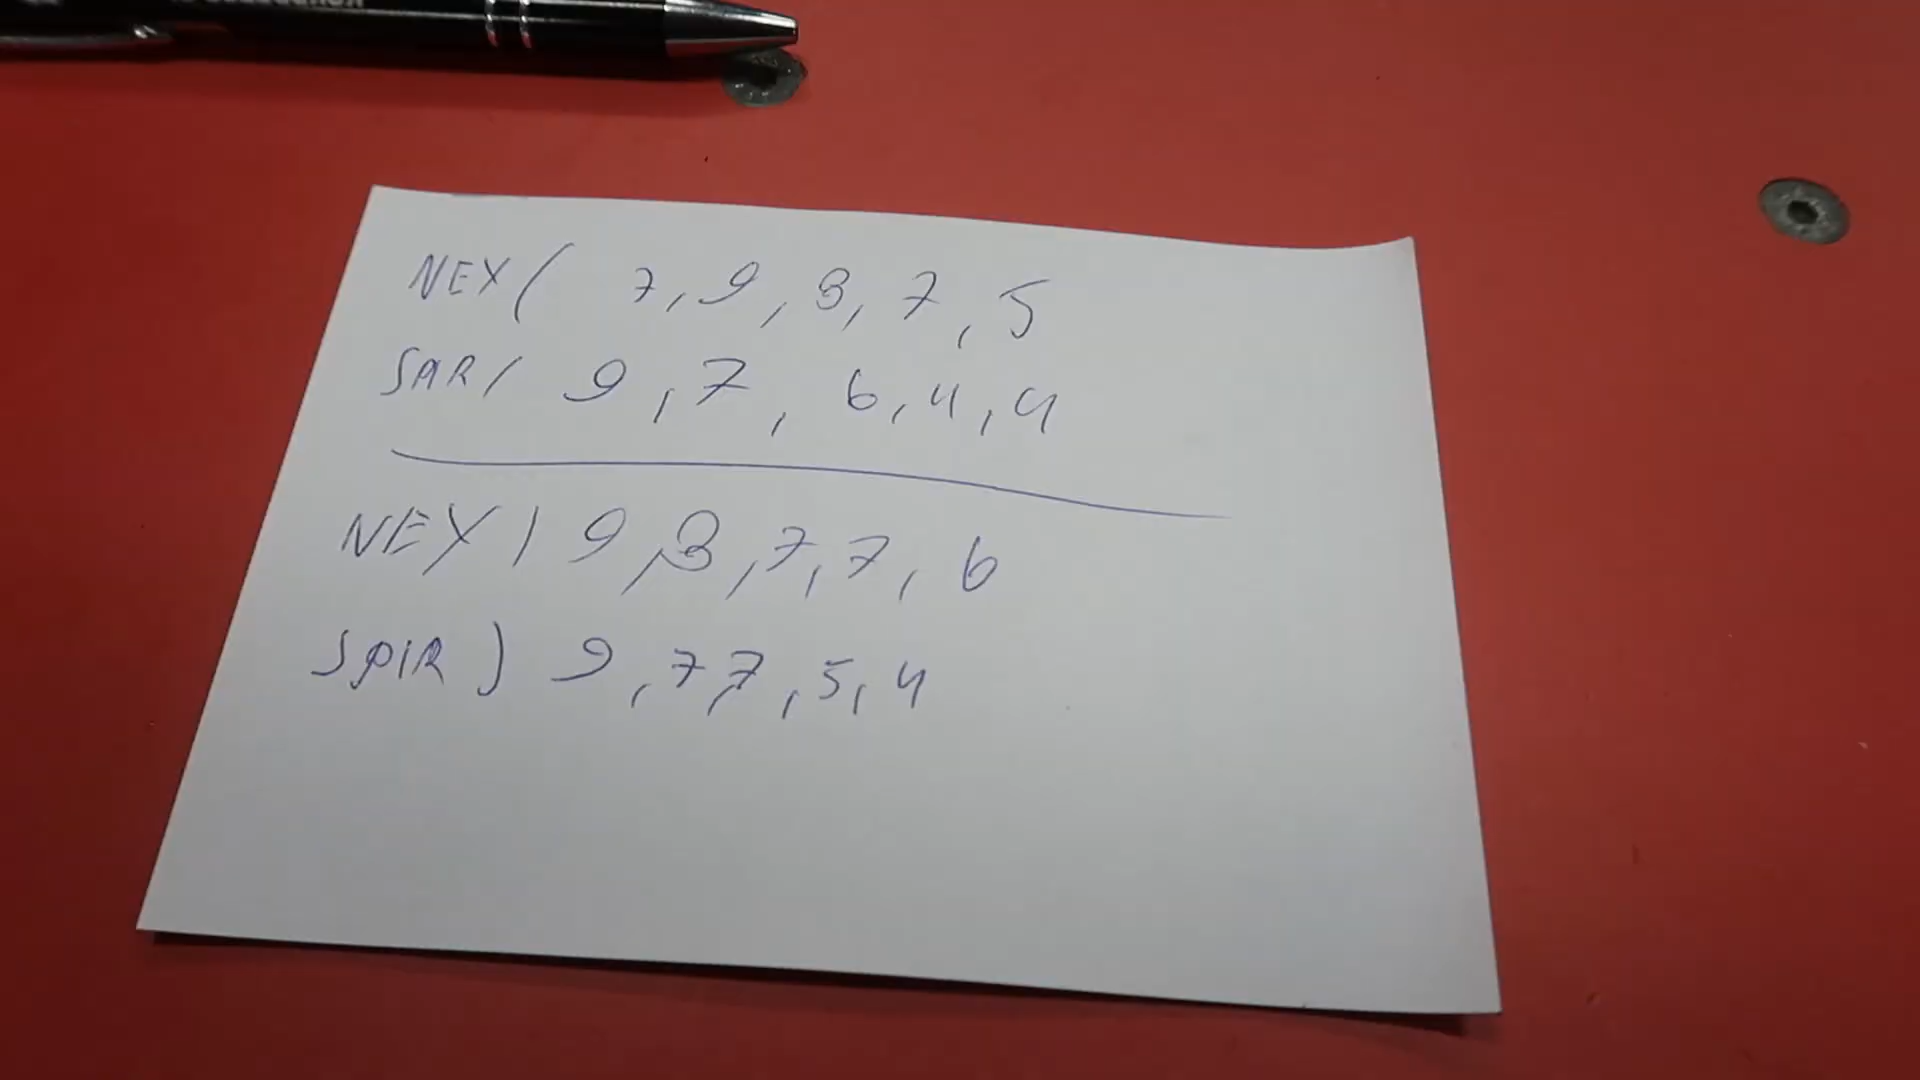 NEX ( 7, 9, 8, 7, 5
SAR / 9, 7, 6, 4, 4
NEX | 9, 8, 7, 7, 6
SPIR ) 9, 7, 7, 5, 4